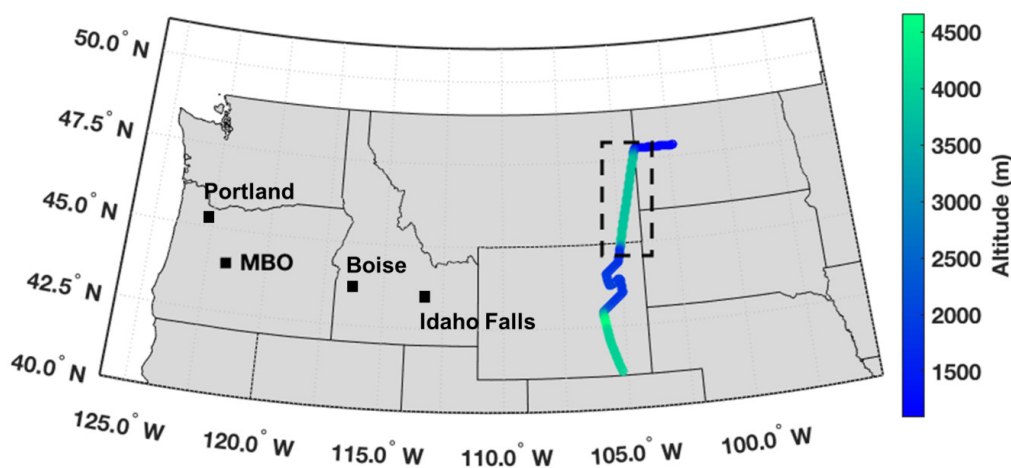 50.0° N
47.5° N
45.0° N
42.5° N
40.0° N
Portland
MBO
Boise
Idaho Falls
125.0° W
120.0° W
115.0° W
110.0° W
105.0° W
100.0° W
4500
4000
3500
3000
2500
2000
1500
Altitude (m)